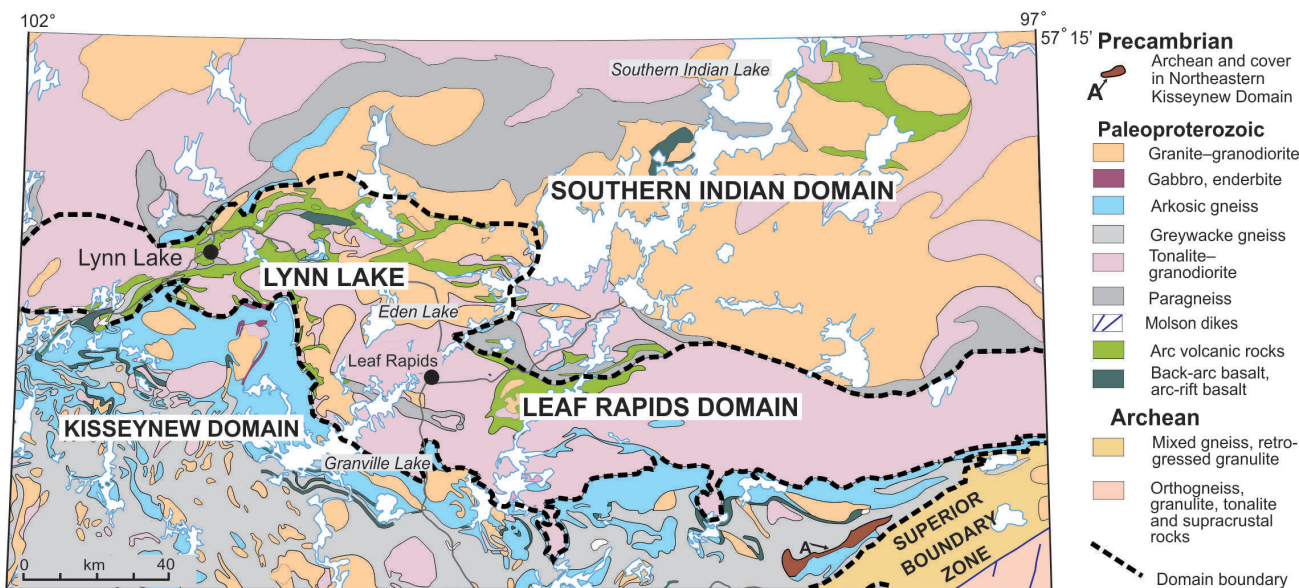 102°
97°
57° 15'
Southern Indian Lake
SOUTHERN INDIAN DOMAIN
Lynn Lake
LYNN LAKE
Eden Lake
Leaf Rapids
LEAF RAPIDS DOMAIN
KISSEYNEW DOMAIN
Granville Lake
A
SUPERIOR
BOUNDARY
ZONE
0 km 40
Precambrian
Archean and cover
in Northeastern
Kisseynew Domain
A
Paleoproterozoic
Granite–granodiorite
Gabbro, enderbite
Arkosic gneiss
Greywacke gneiss
Tonalite–
granodiorite
Paragneiss
Molson dikes
Arc volcanic rocks
Back-arc basalt,
arc-rift basalt
Archean
Mixed gneiss, retro-
gressed granulite
Orthogneiss,
granulite, tonalite
and supracrustal
rocks
Domain boundary